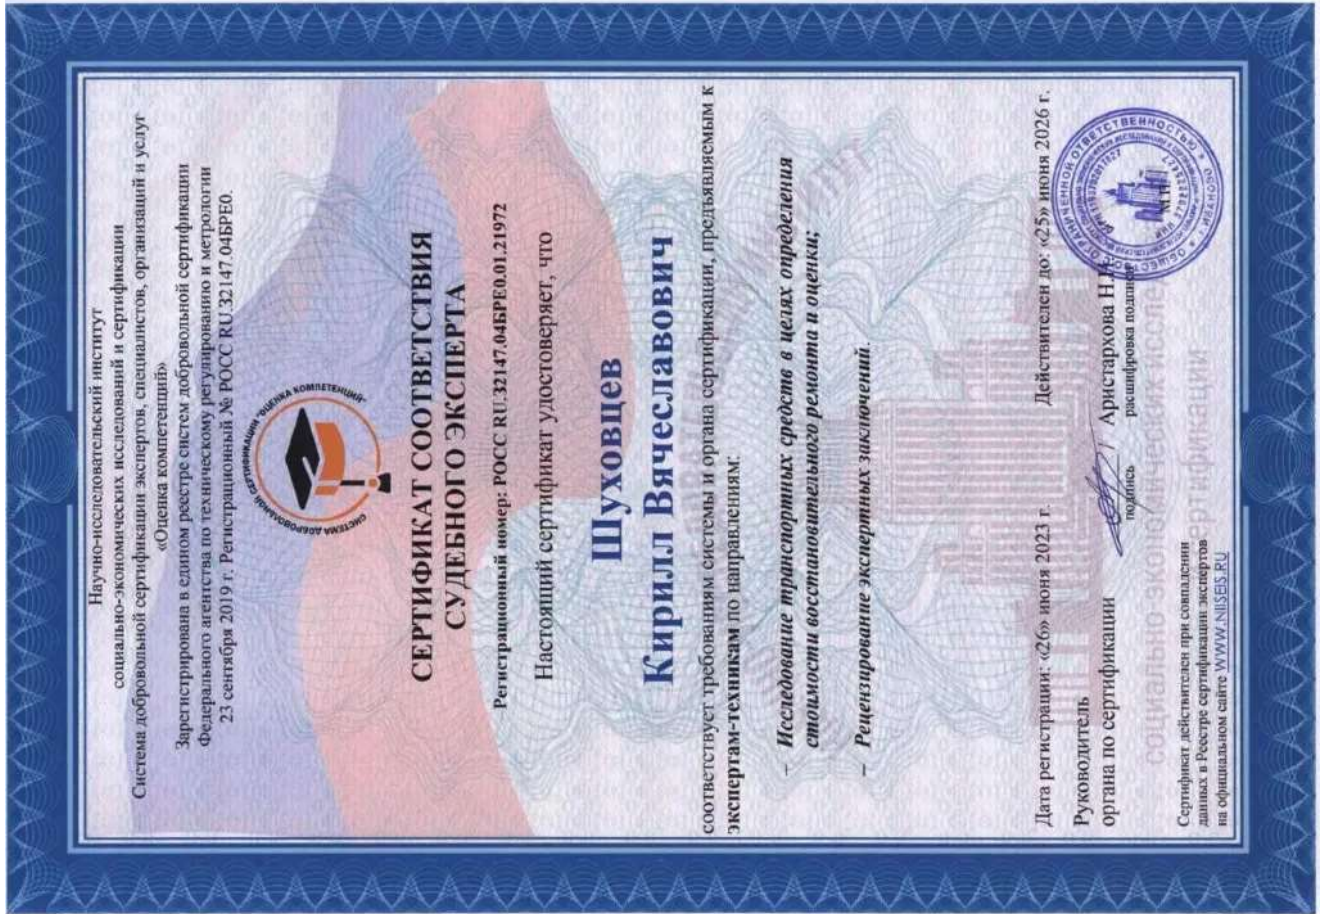 Научно-исследовательский институт
социально-экономических исследований и сертификации
Система добровольной сертификации экспертов, специалистов, организаций и услуг
«Оценка компетенций»
Зарегистрирована в едином реестре систем добровольной сертификации
Федерального агентства по техническому регулированию и метрологии
23 сентября 2019 г. Регистрационный № РОСС RU.32147.04БРЕ0.
СИСТЕМА ДОБРОВОЛЬНОЙ СЕРТИФИКАЦИИ "ОЦЕНКА КОМПЕТЕНЦИЙ"
СЕРТИФИКАТ СООТВЕТСТВИЯ
СУДЕБНОГО ЭКСПЕРТА
Регистрационный номер: РОСС RU.32147.04БРЕ0.01.21972
Настоящий сертификат удостоверяет, что
Шуховцев
Кирилл Вячеславович
соответствует требованиям системы и органа сертификации, предъявляемым к
экспертам-техникам по направлениям:
– Исследование транспортных средств в целях определения
стоимости восстановительного ремонта и оценки;
– Рецензирование экспертных заключений.
Дата регистрации: «26» июня 2023 г. Действителен до: «25» июня 2026 г.
Руководитель
органа по сертификации / Аристархова Н.И.
подпись расшифровка подписи
Сертификат действителен при совпадении
данных в Реестре сертификации экспертов
на официальном сайте WWW.NIISEIS.RU